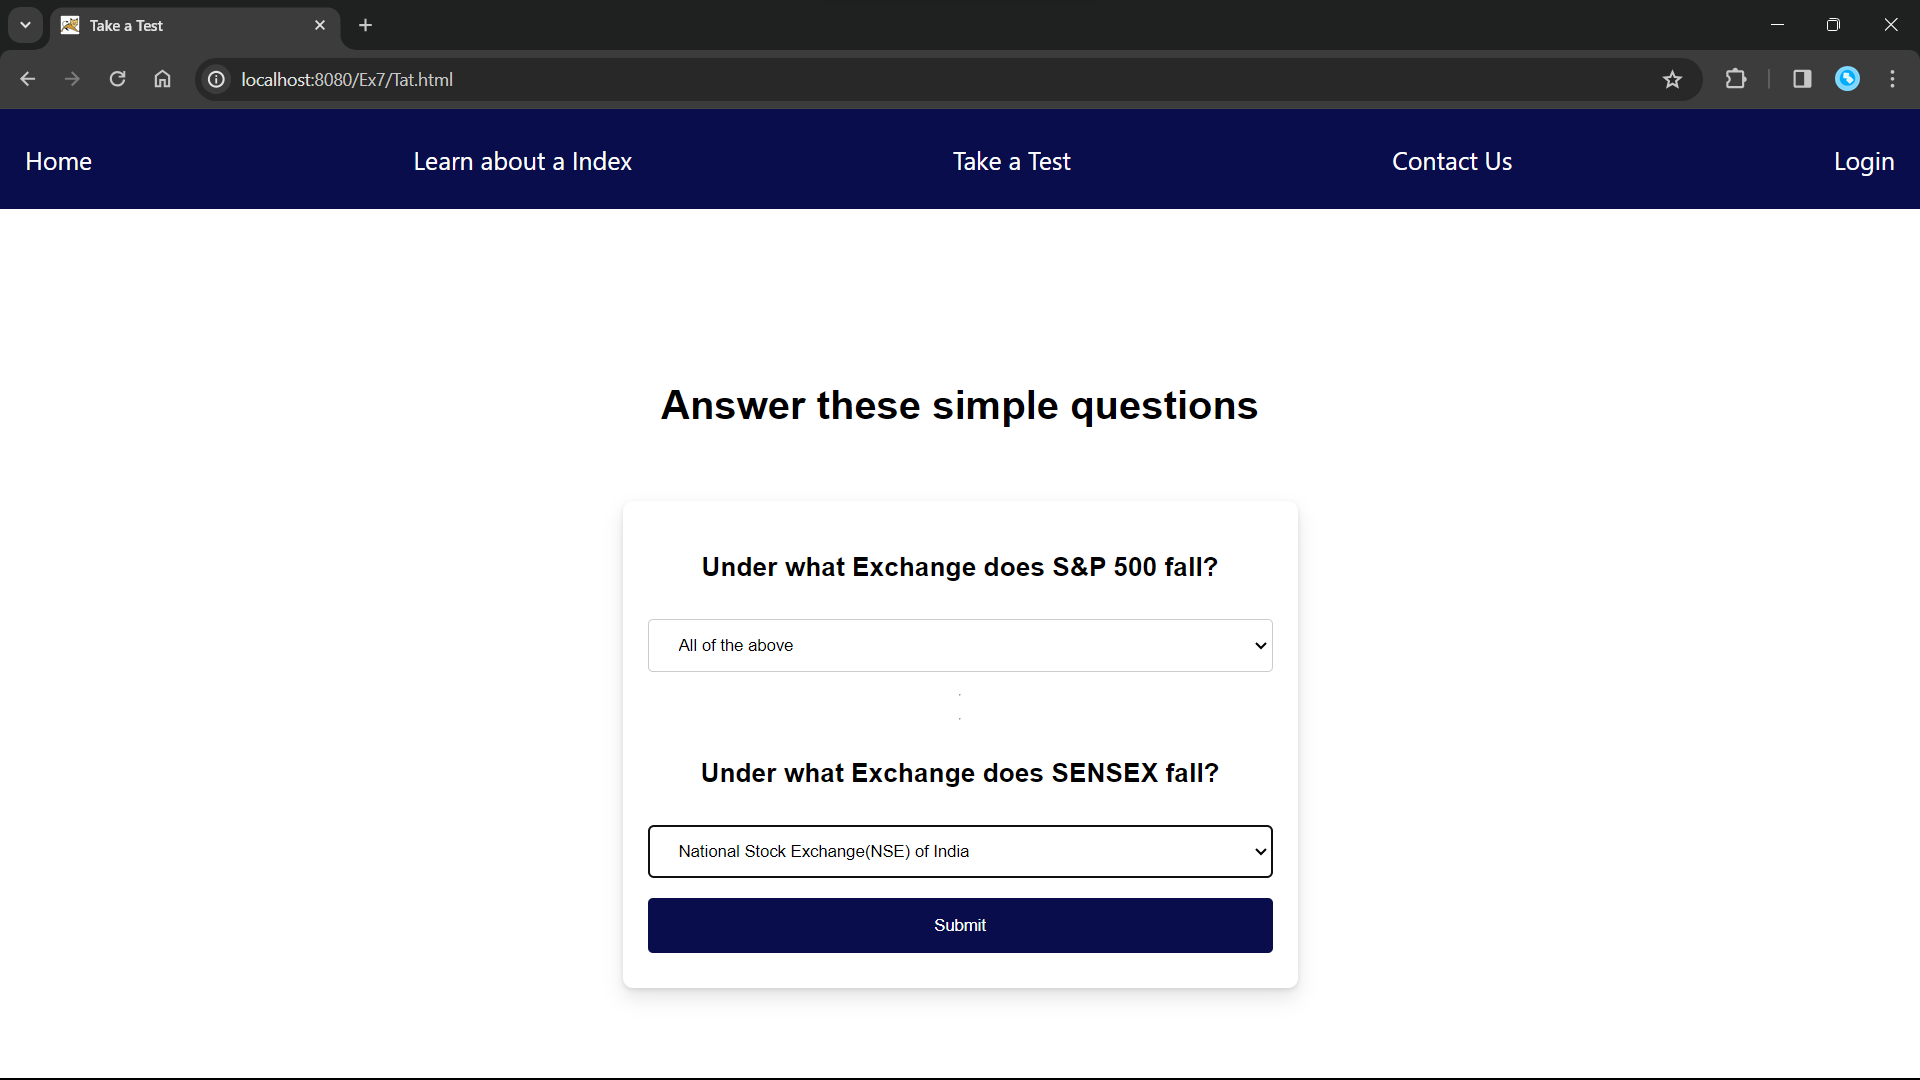 Take a Test
localhost:8080/Ex7/Tat.html
Home Learn about a Index Take a Test Contact Us Login
Answer these simple questions
Under what Exchange does S&P 500 fall?
All of the above
.
.
Under what Exchange does SENSEX fall?
National Stock Exchange(NSE) of India
Submit